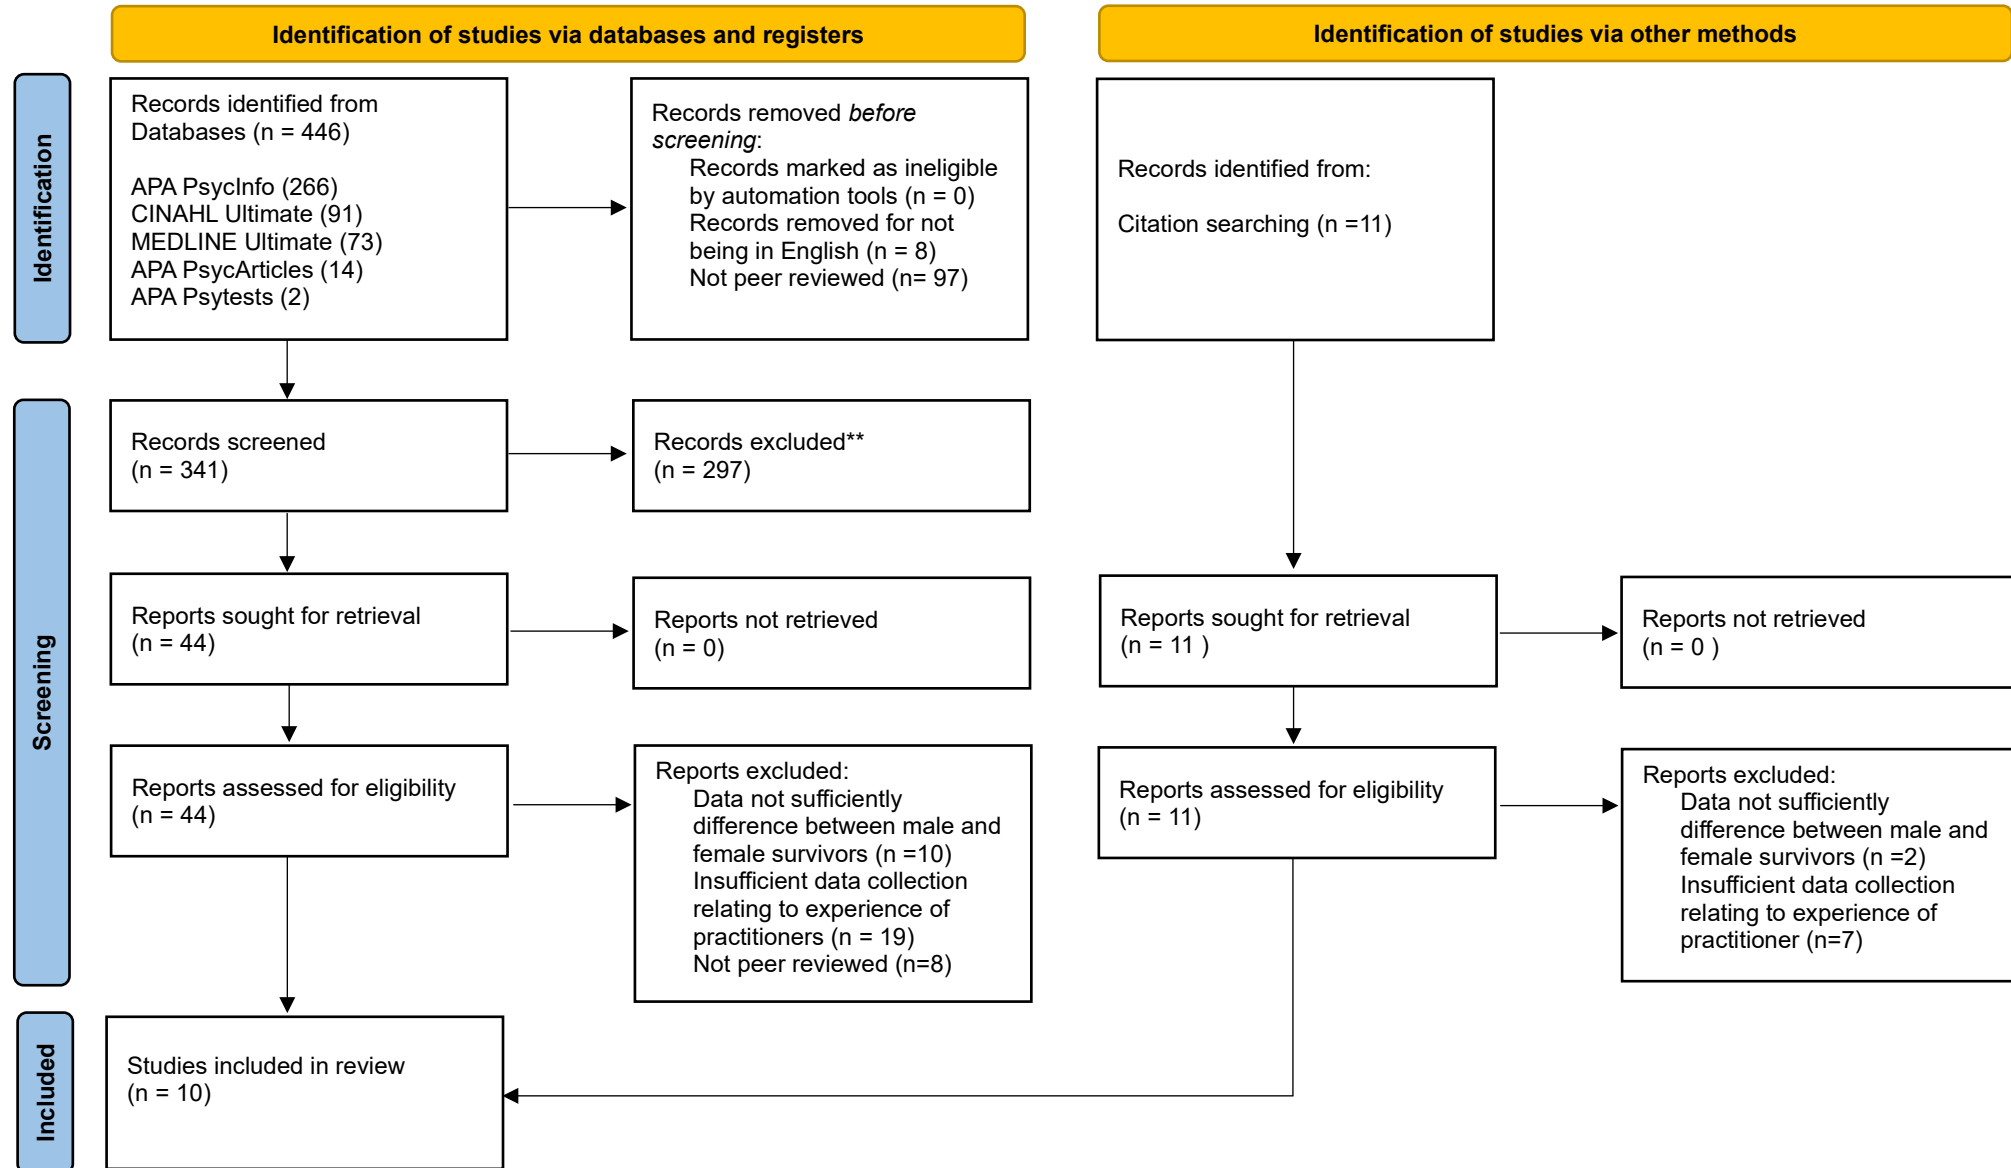 Identification of studies via databases and registers
Identification of studies via other methods
Identification
Records identified from
Databases (n = 446)
APA PsycInfo (266)
CINAHL Ultimate (91)
MEDLINE Ultimate (73)
APA PsycArticles (14)
APA Psytests (2)
Records removed before
screening:
Records marked as ineligible
by automation tools (n = 0)
Records removed for not
being in English (n = 8)
Not peer reviewed (n= 97)
Records identified from:
Citation searching (n =11)
Screening
Records screened
(n = 341)
Records excluded**
(n = 297)
Reports sought for retrieval
(n = 44)
Reports not retrieved
(n = 0)
Reports sought for retrieval
(n = 11 )
Reports not retrieved
(n = 0 )
Reports assessed for eligibility
(n = 44)
Reports excluded:
Data not sufficiently
difference between male and
female survivors (n =10)
Insufficient data collection
relating to experience of
practitioners (n = 19)
Not peer reviewed (n=8)
Reports assessed for eligibility
(n = 11)
Reports excluded:
Data not sufficiently
difference between male and
female survivors (n =2)
Insufficient data collection
relating to experience of
practitioner (n=7)
Included
Studies included in review
(n = 10)